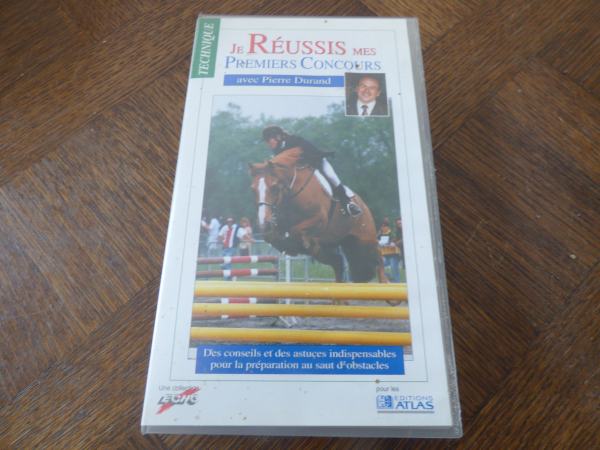 TECHNIQUE
JE RÉUSSIS MES
PREMIERS CONCOURS
avec Pierre Durand
Des conseils et des astuces indispensables
pour la préparation au saut d'obstacles
Une collection
pour les
EDITIONS
ATLAS